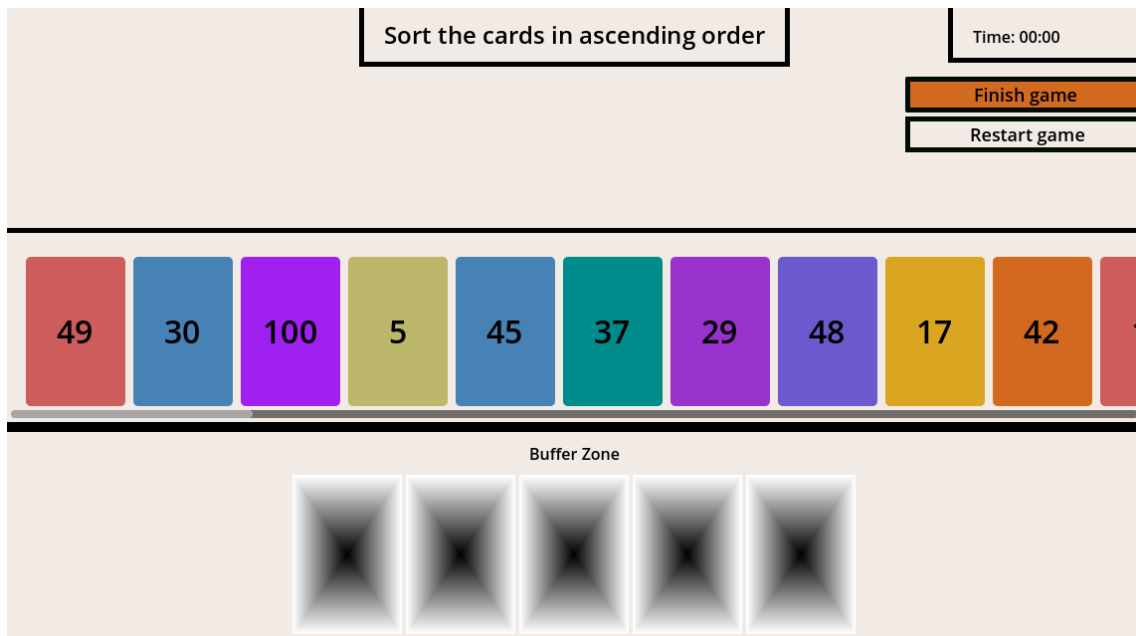 Sort the cards in ascending order
Time: 00:00
Finish game
Restart game
49 30 100 5 45 37 29 48 17 42
Buffer Zone